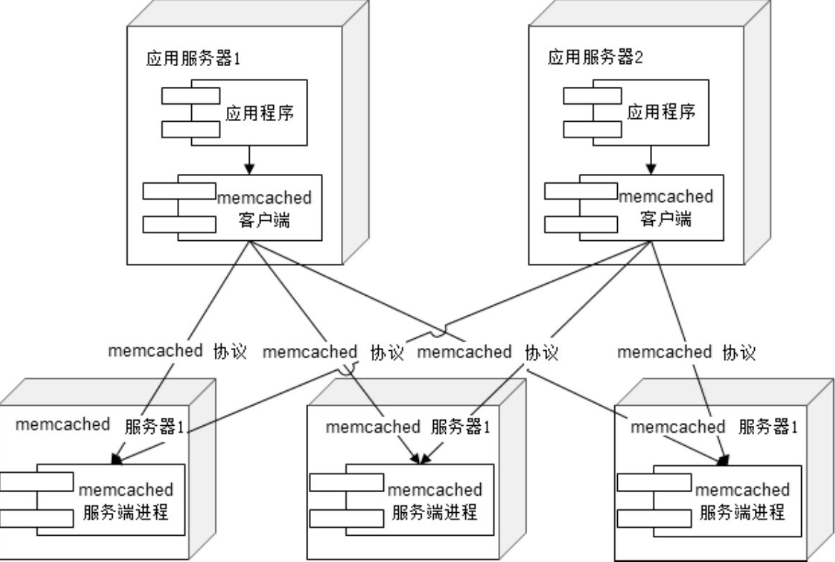 应用服务器1
应用服务器2
应用程序
应用程序
memcached
客户端
memcached
客户端
memcached 协议
memcached 协议
memcached 协议
memcached 协议
memcached 服务器1
memcached 服务器1
memcached 服务器1
memcached
服务端进程
memcached
服务端进程
memcached
服务端进程